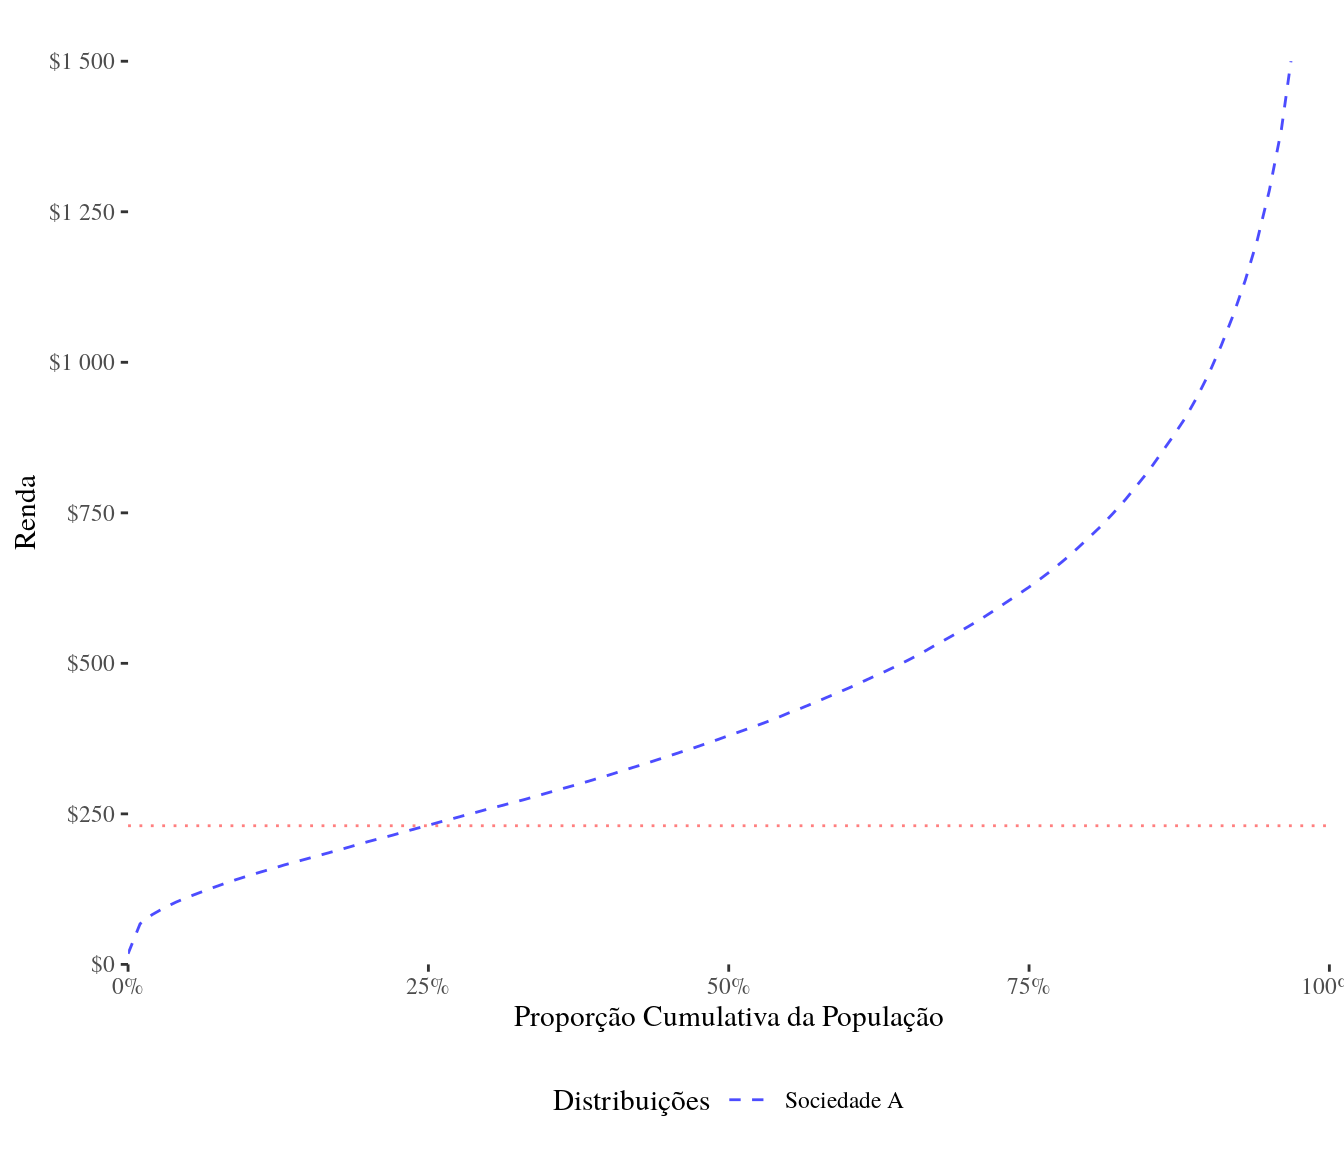 $1 500
$1 250
$1 000
Renda
$750
$500
$250
$0
0% 25% 50% 75% 100%
Proporção Cumulativa da População
Distribuições Sociedade A